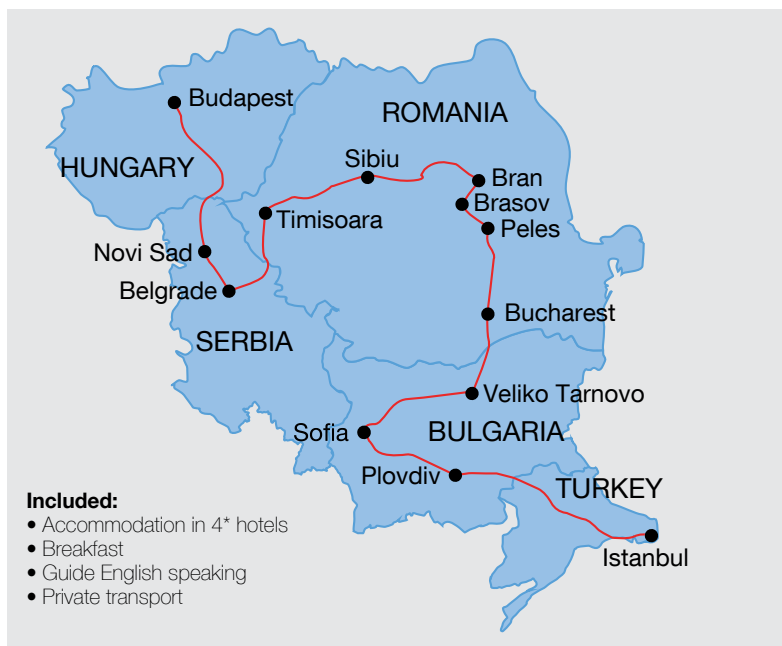 Budapest
ROMANIA
HUNGARY
Sibiu
Bran
Brasov
Timisoara
Peles
Novi Sad
Belgrade
Bucharest
SERBIA
Veliko Tarnovo
Sofia
BULGARIA
Plovdiv
TURKEY
Istanbul
Included:
• Accommodation in 4* hotels
• Breakfast
• Guide English speaking
• Private transport